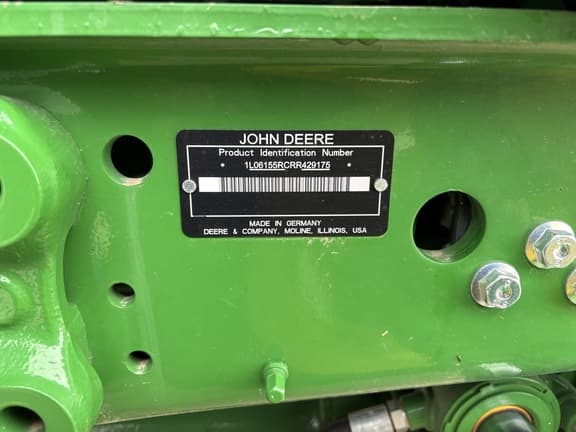 JOHN DEERE
Product Identification Number
* 1L06155RCRR429175 *
MADE IN GERMANY
DEERE & COMPANY, MOLINE, ILLINOIS, USA